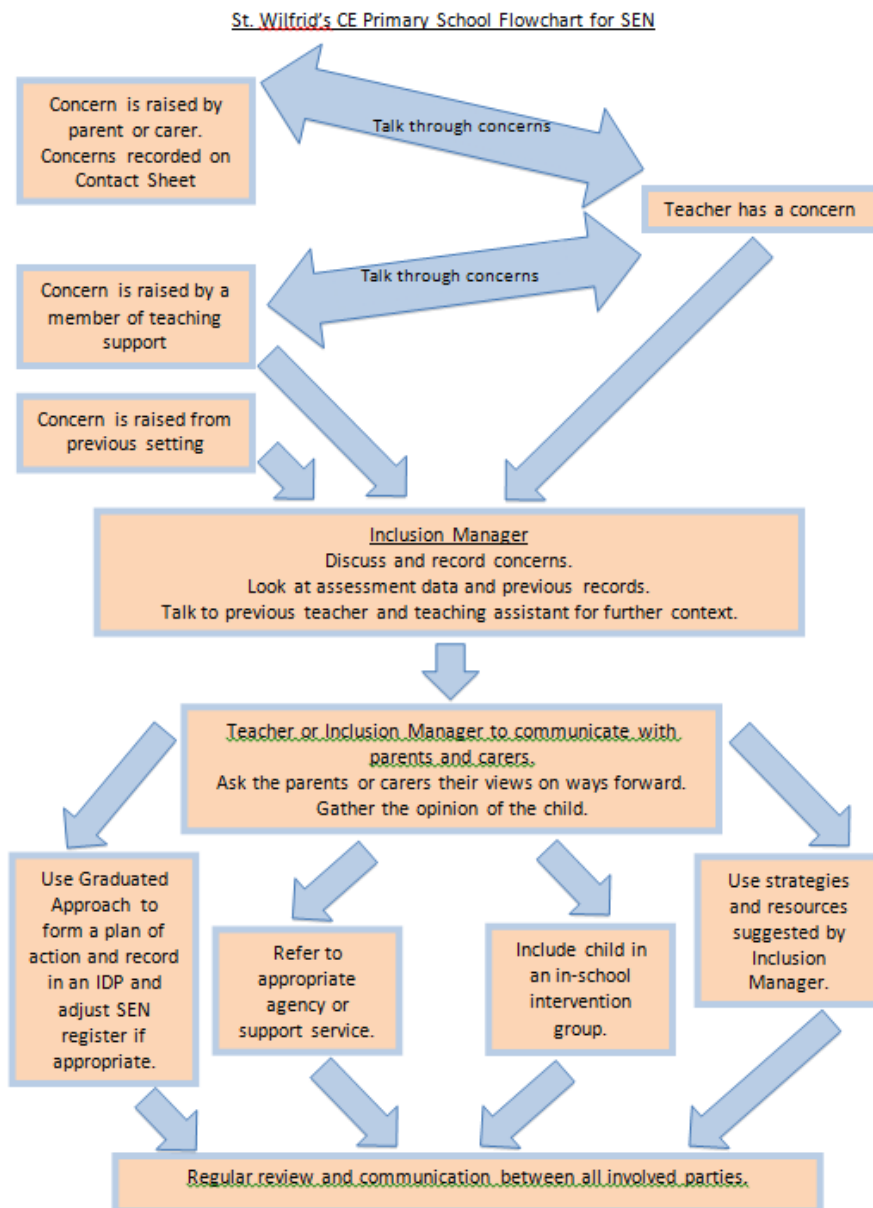 St. Wilfrid's CE Primary School Flowchart for SEN
Concern is raised by
parent or carer.
Concerns recorded on
Contact Sheet
Talk through concerns
Teacher has a concern
Talk through concerns
Concern is raised by a
member of teaching
support
Concern is raised from
previous setting
Inclusion Manager
Discuss and record concerns.
Look at assessment data and previous records.
Talk to previous teacher and teaching assistant for further context.
Teacher or Inclusion Manager to communicate with
parents and carers.
Ask the parents or carers their views on ways forward.
Gather the opinion of the child.
Use Graduated
Approach to
form a plan of
action and record
in an IDP and
adjust SEN
register if
appropriate.
Refer to
appropriate
agency or
support service.
Include child in
an in-school
intervention
group.
Use strategies
and resources
suggested by
Inclusion
Manager.
Regular review and communication between all involved parties.